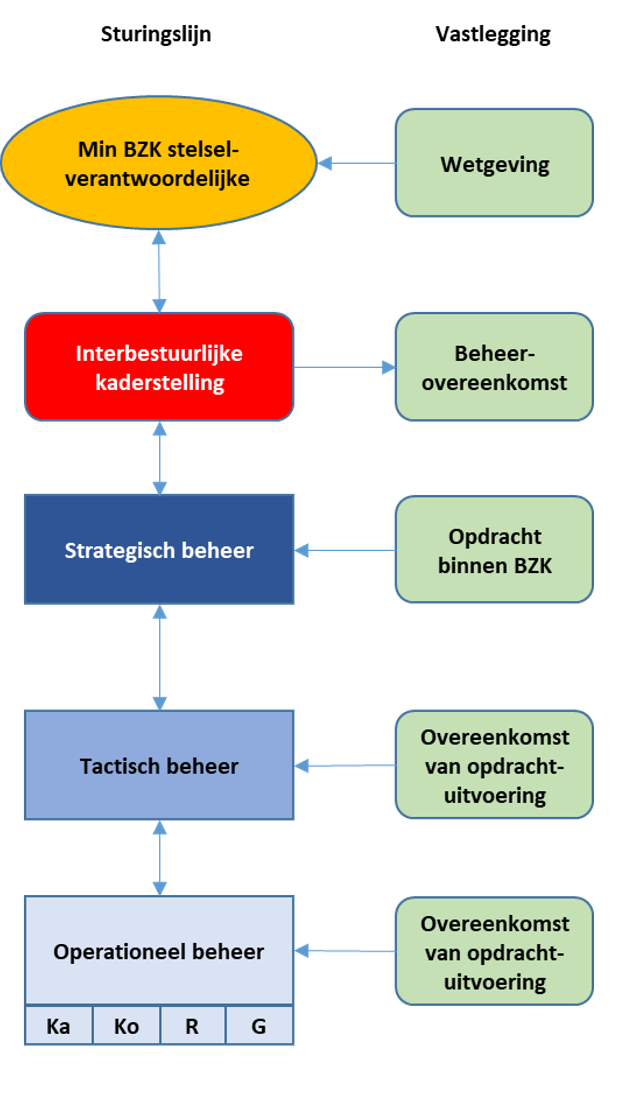 Sturingslijn
Vastlegging
Min BZK stelsel-
verantwoordelijke
Wetgeving
Interbestuurlijke
kaderstelling
Beheer-
overeenkomst
Strategisch beheer
Opdracht
binnen BZK
Tactisch beheer
Overeenkomst
van opdracht-
uitvoering
Operationeel beheer
Overeenkomst
van opdracht-
uitvoering
Ka
Ko
R
G